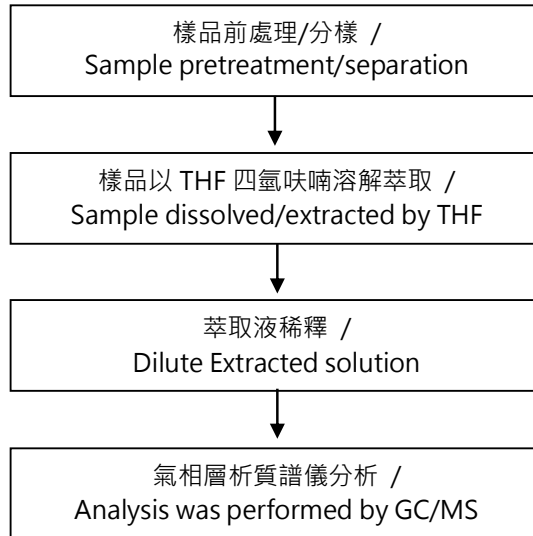 樣品前處理/分樣 /
Sample pretreatment/separation
樣品以 THF 四氫呋喃溶解萃取 /
Sample dissolved/extracted by THF
萃取液稀釋 /
Dilute Extracted solution
氣相層析質譜儀分析 /
Analysis was performed by GC/MS